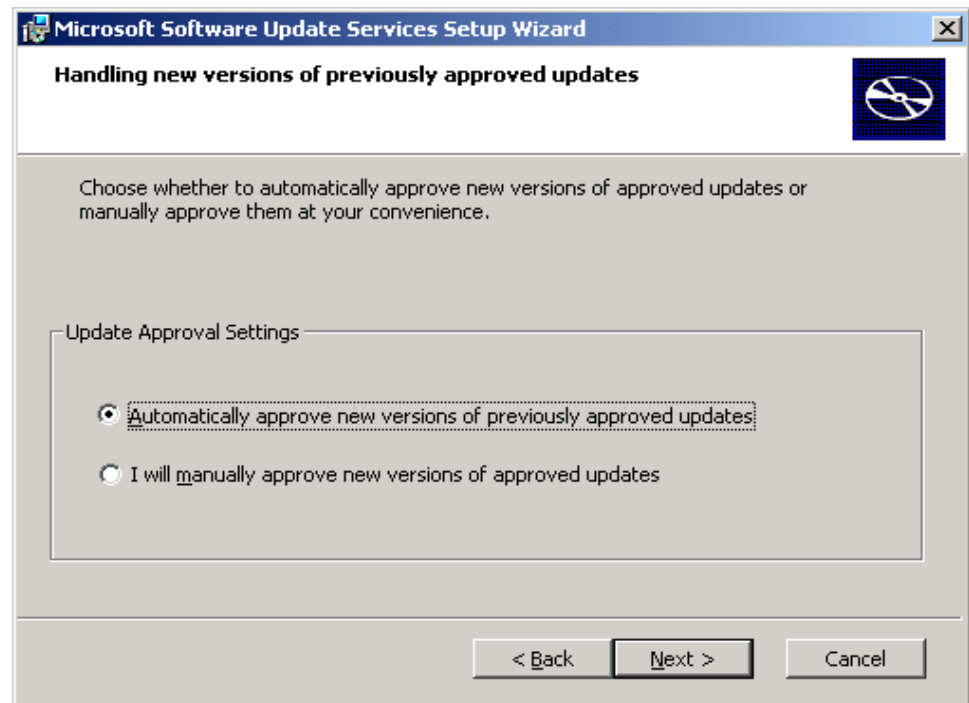 Microsoft Software Update Services Setup Wizard
Handling new versions of previously approved updates
Choose whether to automatically approve new versions of approved updates or
manually approve them at your convenience.
Update Approval Settings
Automatically approve new versions of previously approved updates
I will manually approve new versions of approved updates
< Back Next > Cancel